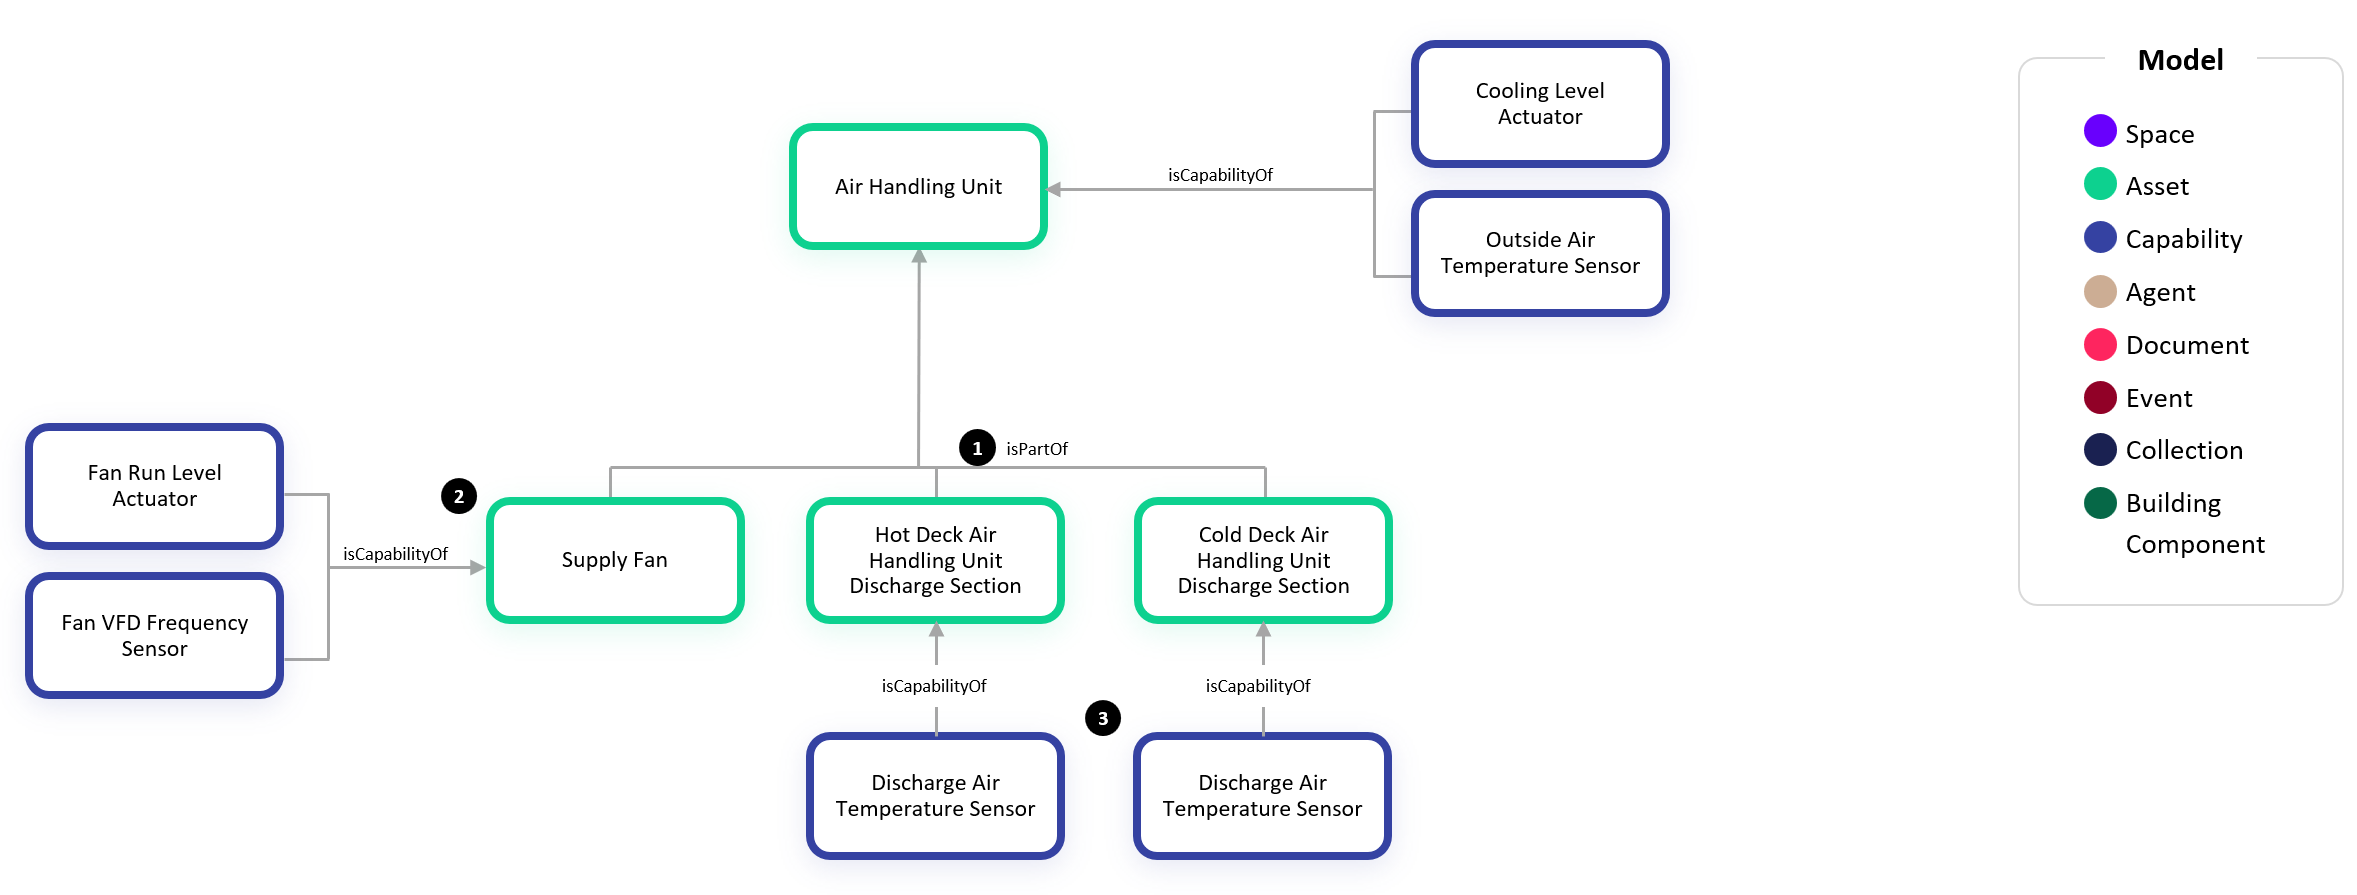 Cooling Level
Actuator
Air Handling Unit
isCapabilityOf
Outside Air
Temperature Sensor
1
isPartOf
Fan Run Level
Actuator
2
isCapabilityOf
Fan VFD Frequency
Sensor
Supply Fan
Hot Deck Air
Handling Unit
Discharge Section
Cold Deck Air
Handling Unit
Discharge Section
isCapabilityOf
isCapabilityOf
3
Discharge Air
Temperature Sensor
Discharge Air
Temperature Sensor
Model
Space
Asset
Capability
Agent
Document
Event
Collection
Building
Component